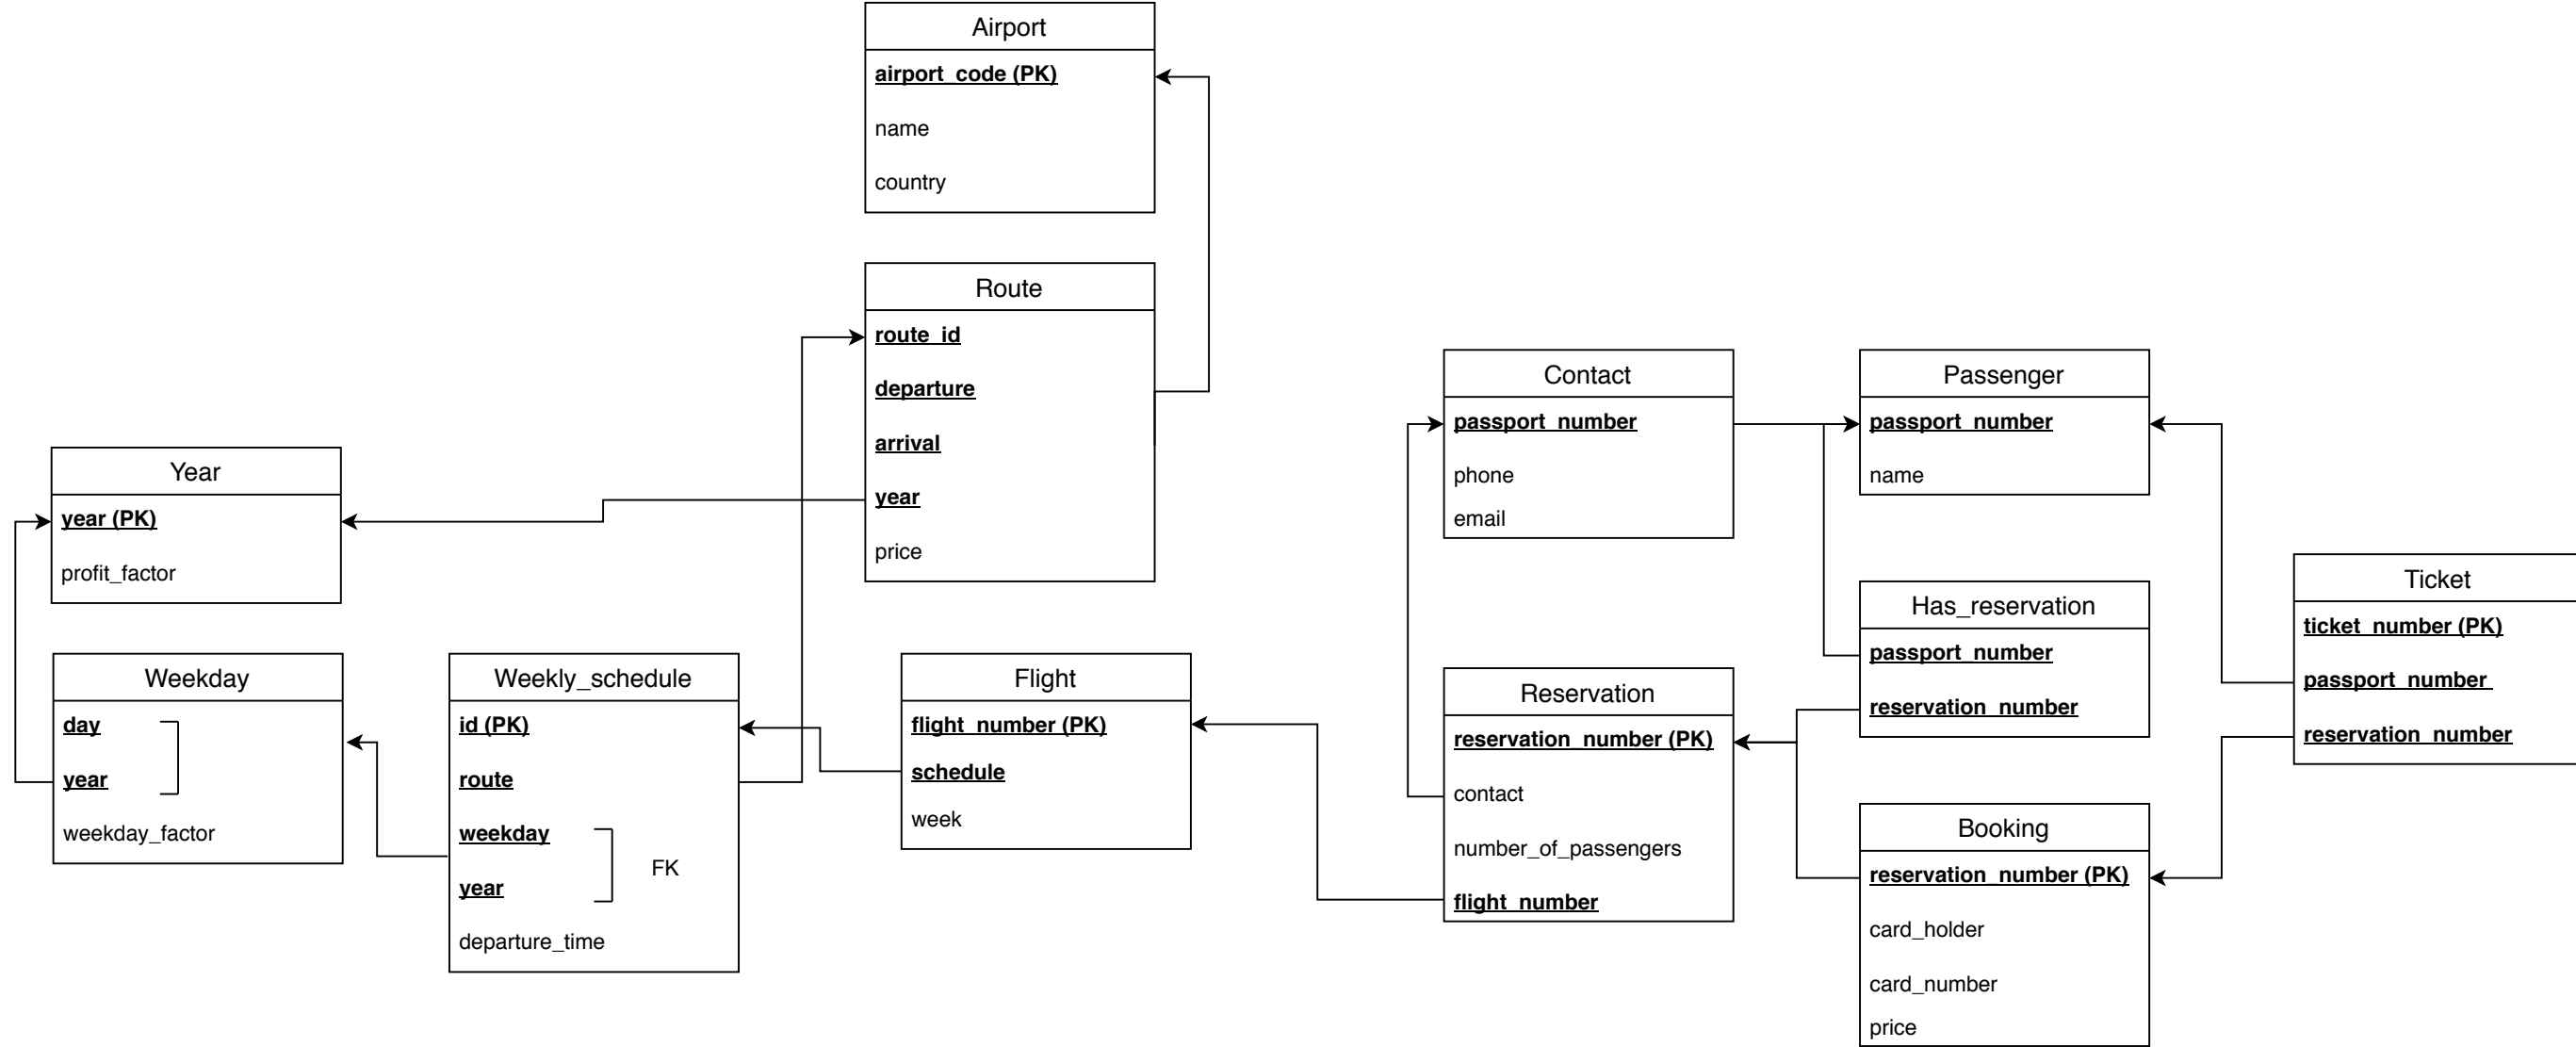 Airport
airport_code (PK)
name
country
Route
route_id
departure
arrival
year
price
Year
year (PK)
profit_factor
Weekday
day
year
weekday_factor
Weekly_schedule
id (PK)
route
weekday
year
FK
departure_time
Flight
flight_number (PK)
schedule
week
Contact
passport_number
phone
email
Passenger
passport_number
name
Has_reservation
passport_number
reservation_number
Reservation
reservation_number (PK)
contact
number_of_passengers
flight_number
Booking
reservation_number (PK)
card_holder
card_number
price
Ticket
ticket_number (PK)
passport_number
reservation_number